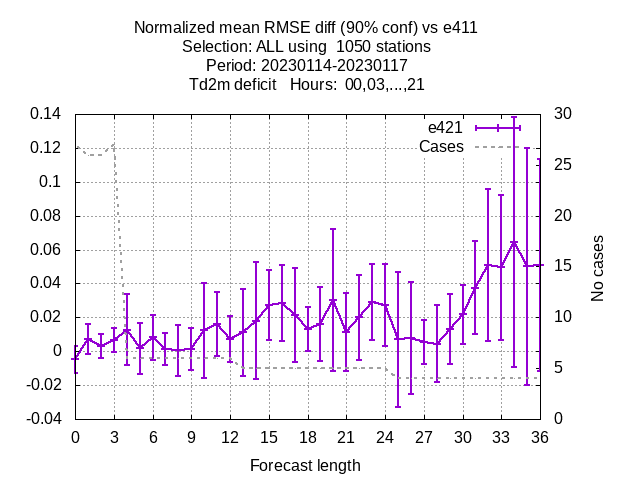 Normalized mean RMSE diff (90% conf) vs e411
Selection: ALL using  1050 stations
Period: 20230114-20230117
Td2m deficit   Hours:  00,03,...,21
0.14
0.12
0.1
0.08
0.06
0.04
0.02
0
-0.02
-0.04
e421
Cases
30
25
20
15
10
5
0
No cases
0 3 6 9 12 15 18 21 24 27 30 33 36
Forecast length